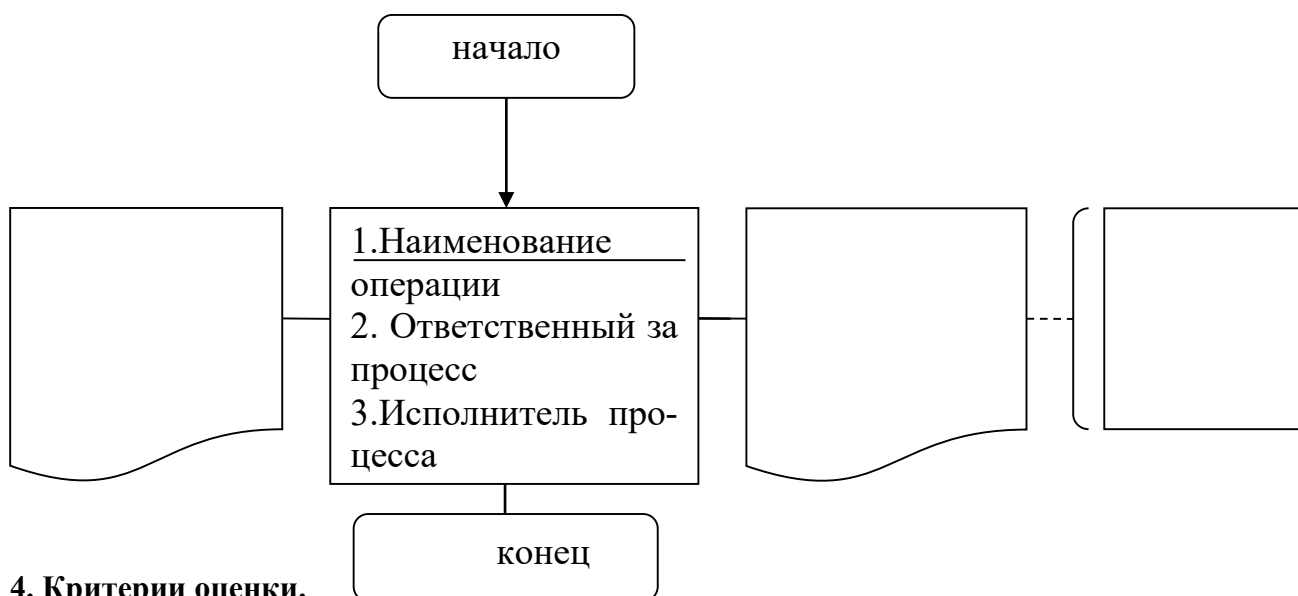 начало
1.Наименование
операции
2. Ответственный за
процесс
3.Исполнитель про-
цесса
конец
4. Критерии оценки.